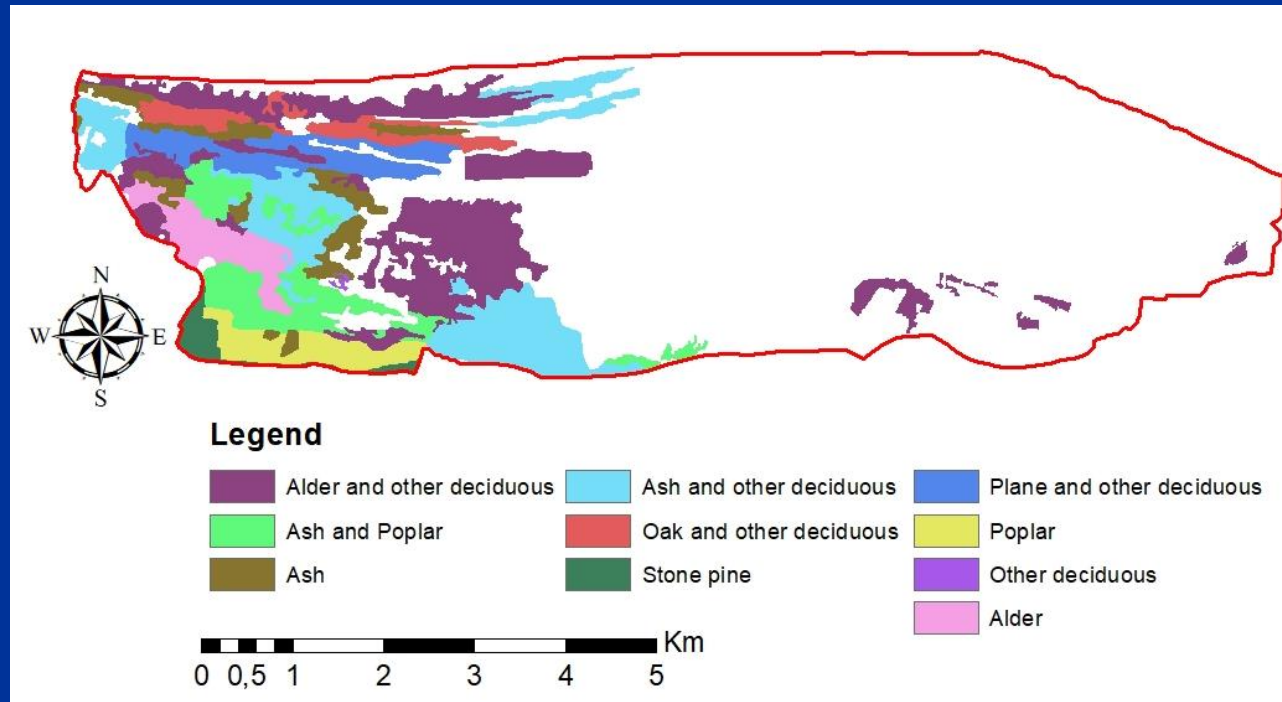 N
W E
S
Legend
Alder and other deciduous
Ash and other deciduous
Plane and other deciduous
Ash and Poplar
Oak and other deciduous
Poplar
Ash
Stone pine
Other deciduous
Alder
Km
0 0,5 1 2 3 4 5